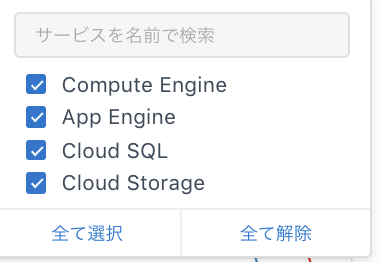 サービスを名前で検索
Compute Engine
App Engine
Cloud SQL
Cloud Storage
全て選択
全て解除